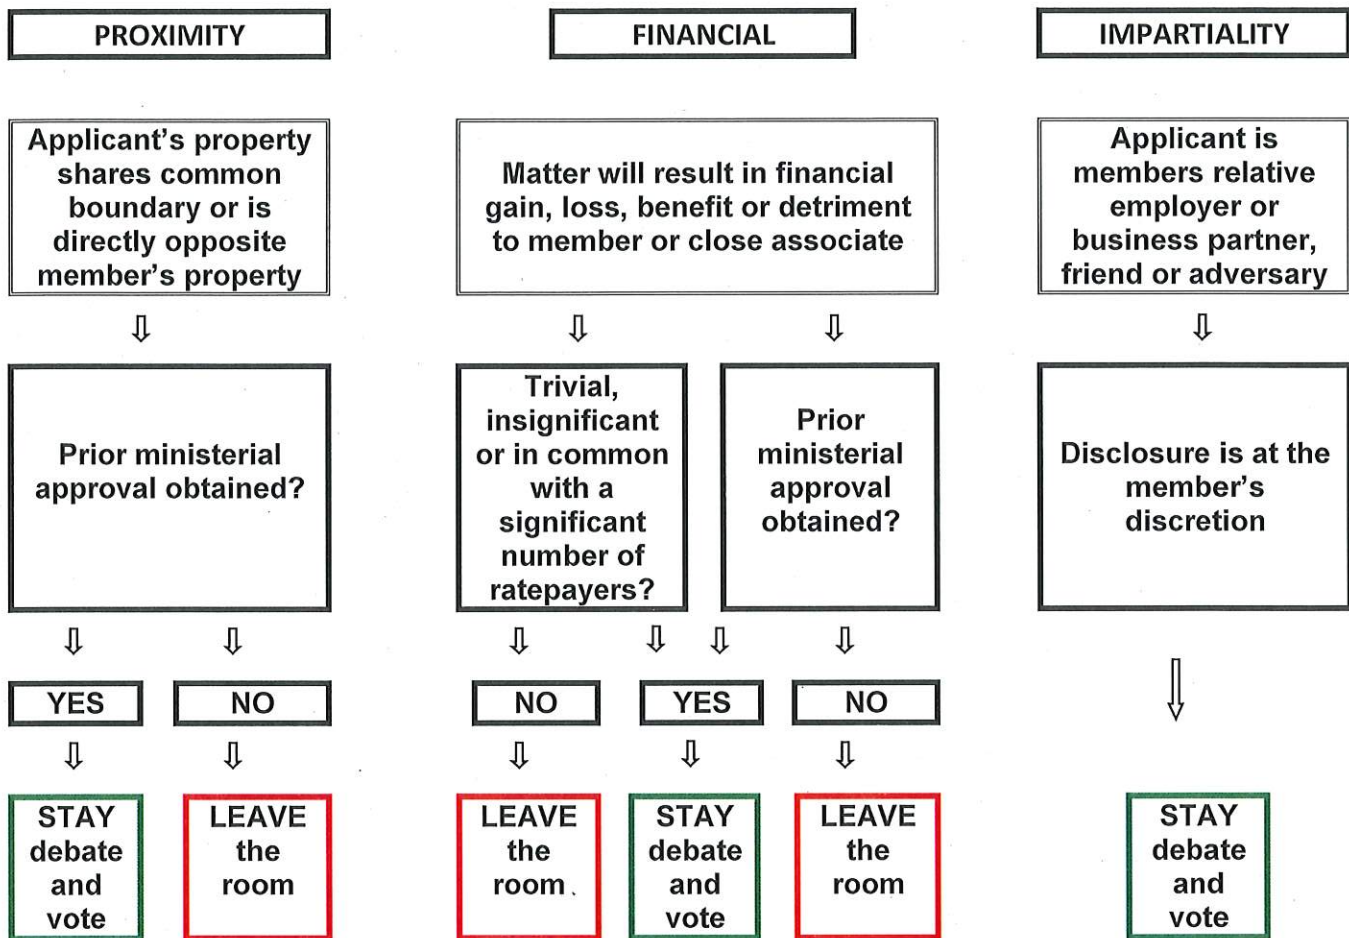 PROXIMITY
FINANCIAL
IMPARTIALITY
Applicant's property
shares common
boundary or is
directly opposite
member's property
Matter will result in financial
gain, loss, benefit or detriment
to member or close associate
Applicant is
members relative
employer or
business partner,
friend or adversary
Prior ministerial
approval obtained?
Trivial,
insignificant
or in common
with a
significant
number of
ratepayers?
Prior
ministerial
approval
obtained?
Disclosure is at the
member's
discretion
YES
NO
NO
YES
NO
STAY
debate
and
vote
LEAVE
the
room
LEAVE
the
room
STAY
debate
and
vote
LEAVE
the
room
STAY
debate
and
vote